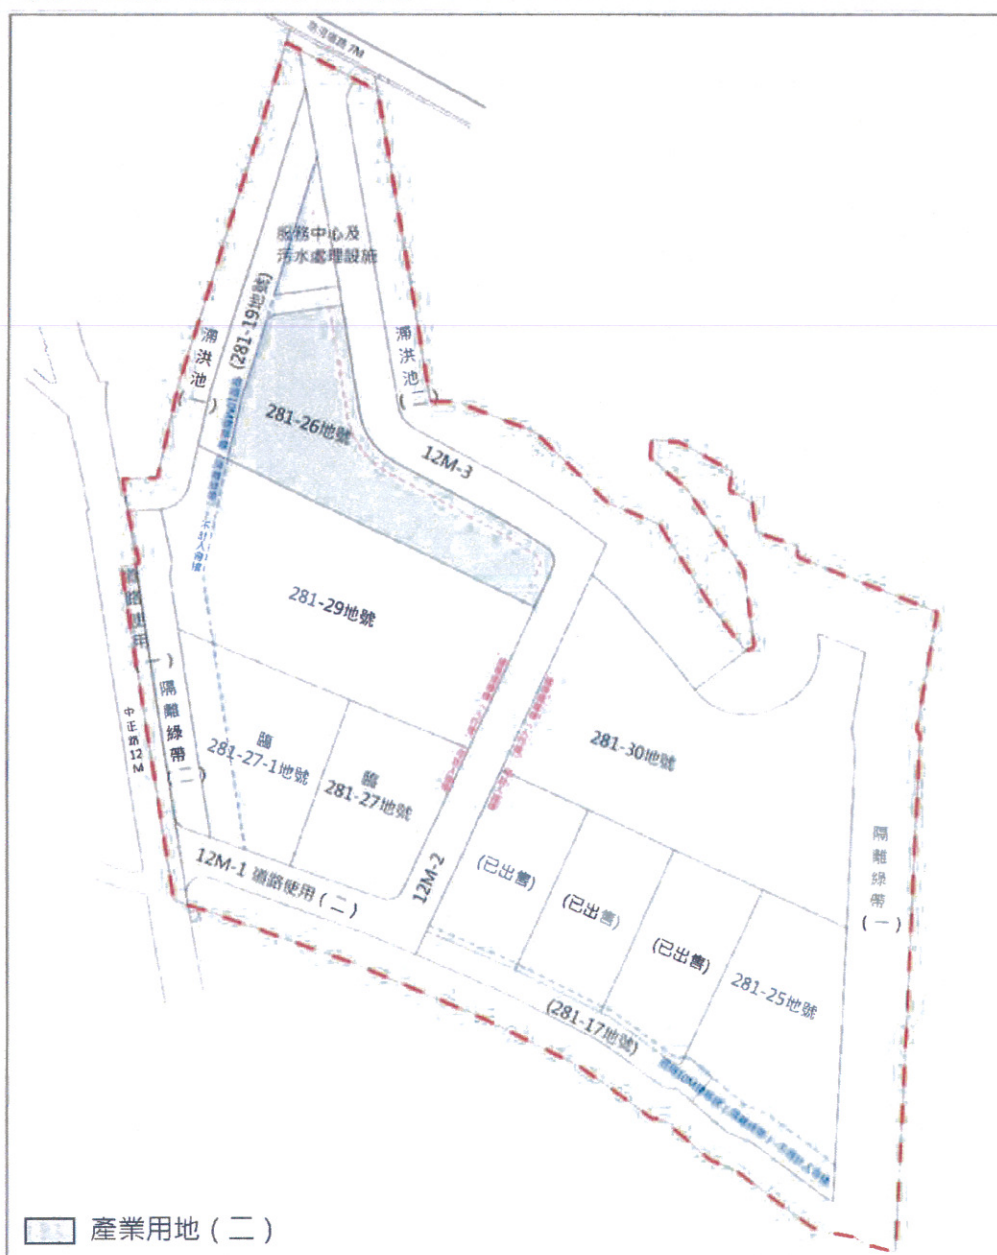 服務中心及
污水處理設施
(281-19地號)
滯洪池
(一)
滯洪池
(二)
281-26地號
12M-3
281-29地號
道路使用
(一)
隔離綠帶
(二)
中正路12M
臨
281-27-1地號
臨
281-27地號
281-30地號
12M-1 道路使用(二)
12M-2
(已出售)
(已出售)
(已出售)
281-25地號
隔離綠帶
(一)
(281-17地號)
產業用地(二)